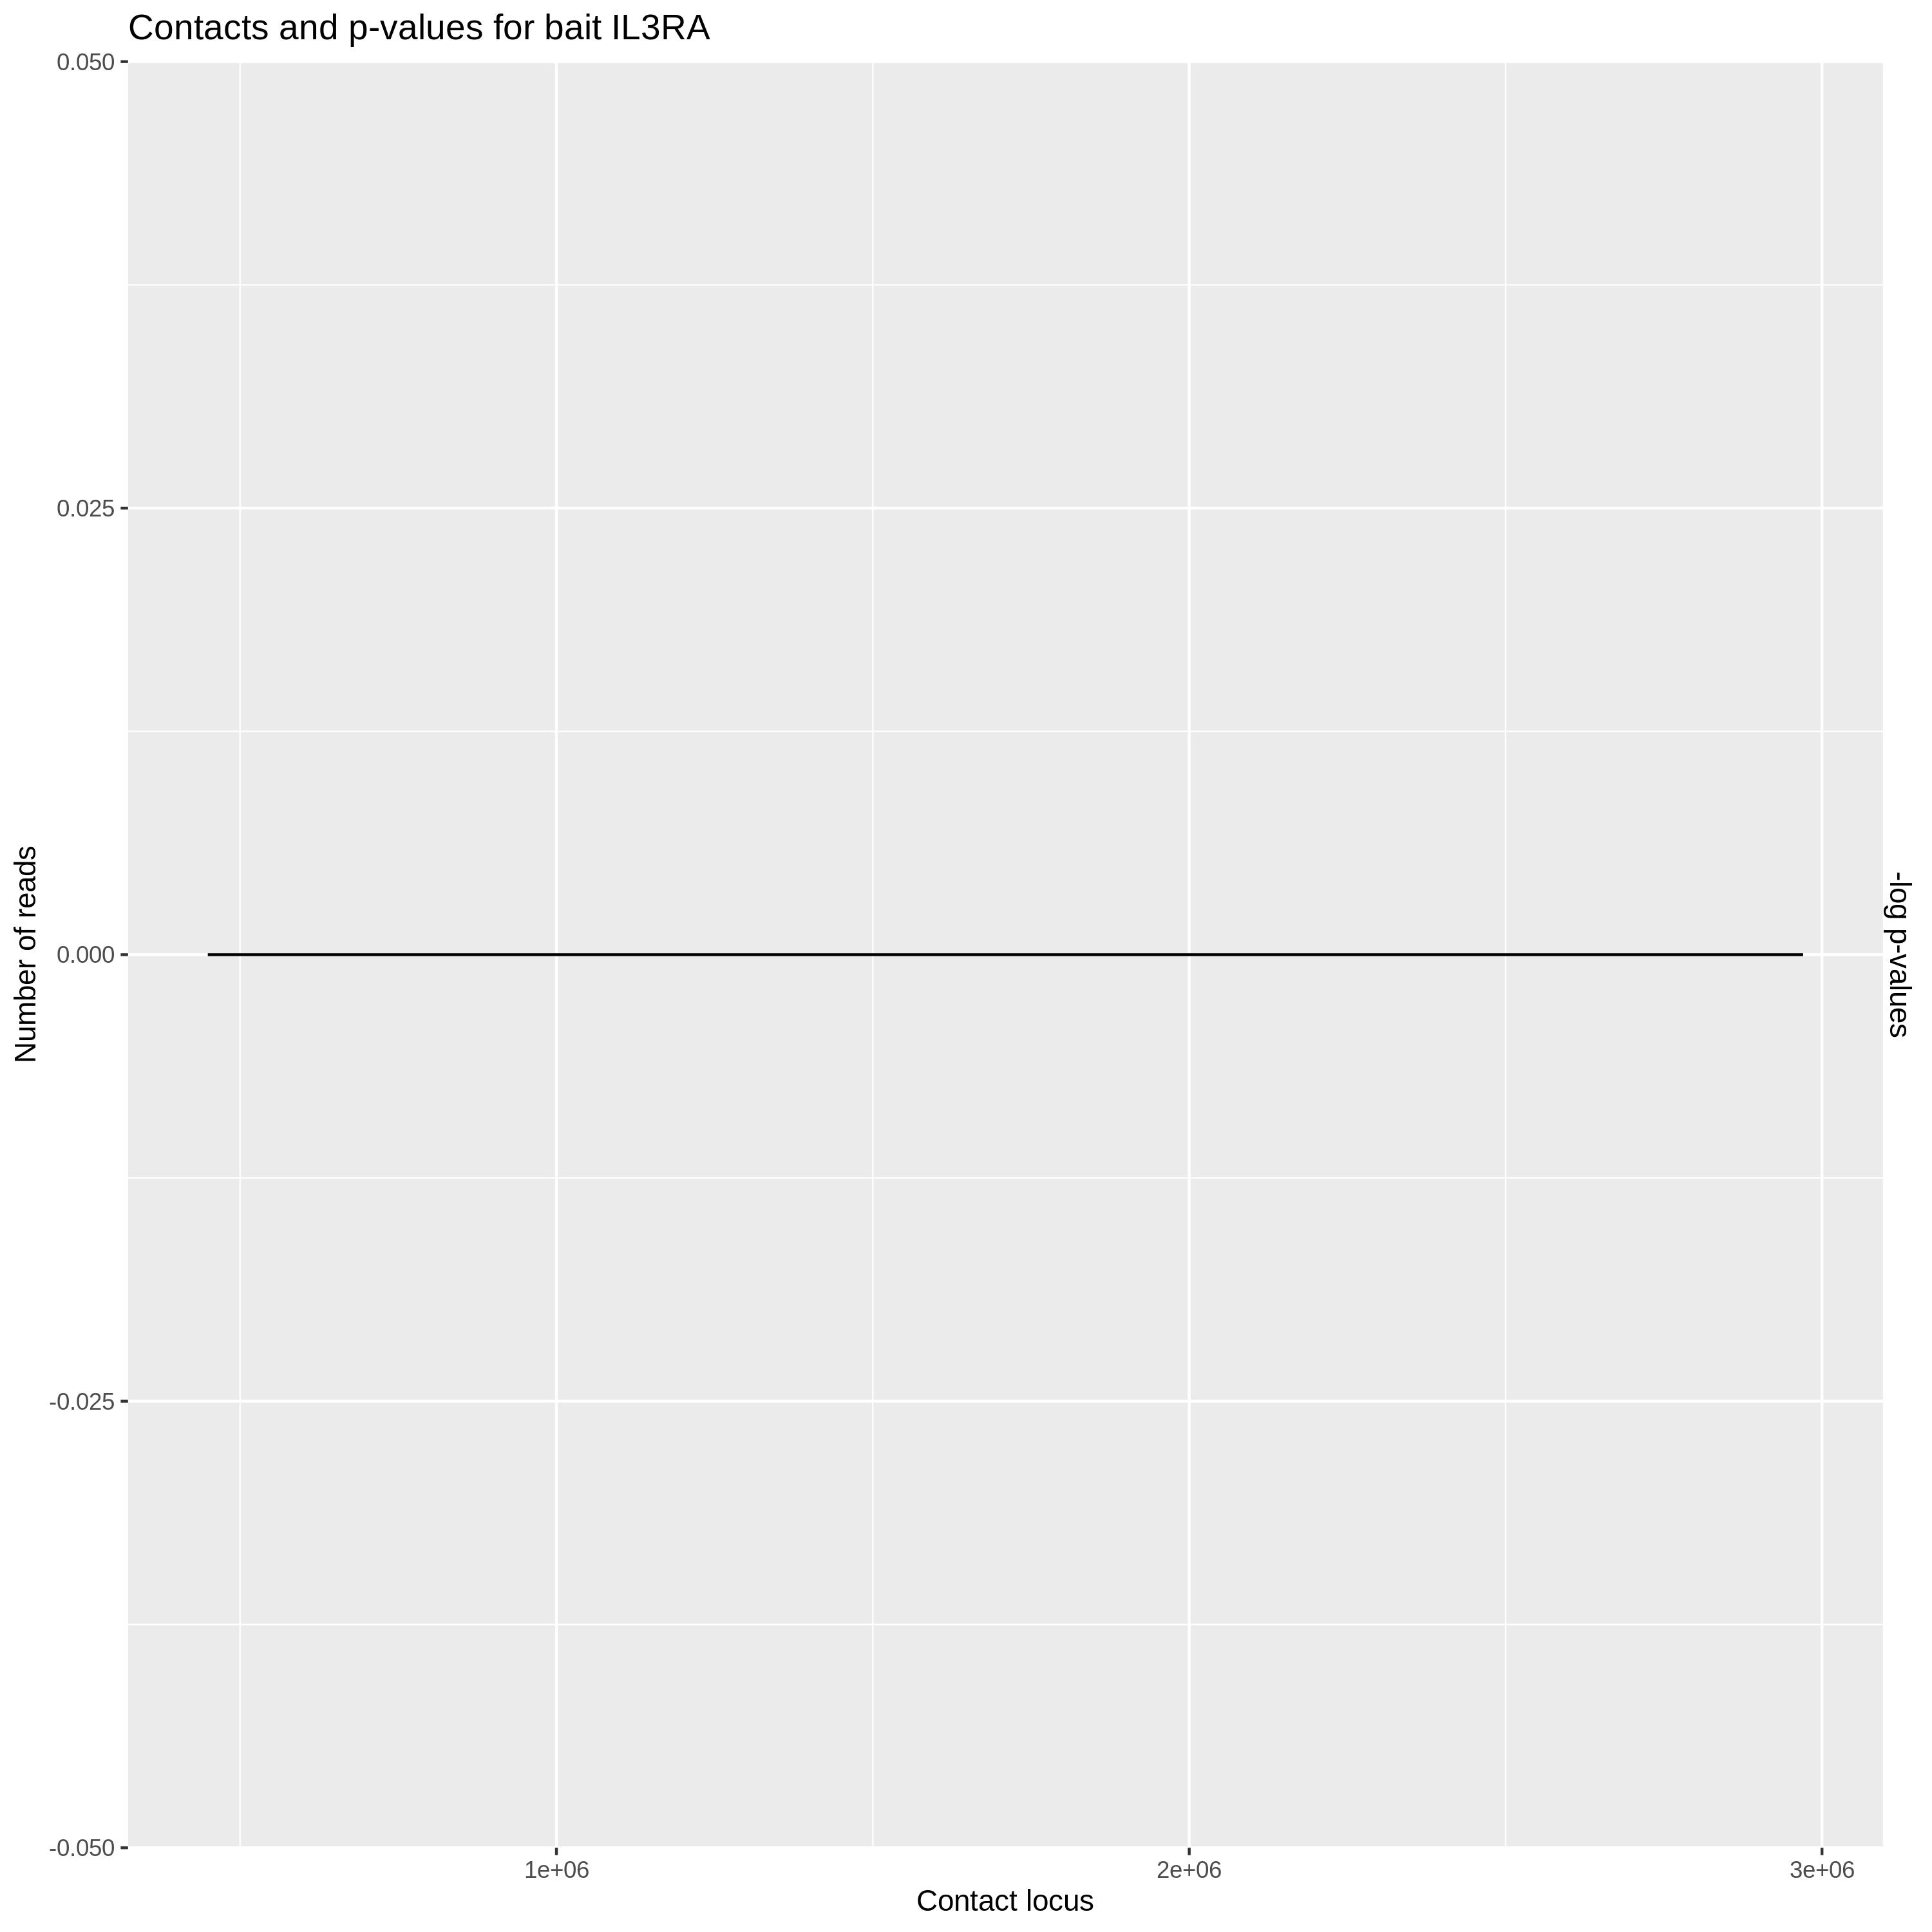 Contacts and p-values for bait IL3RA
0.050
0.025
0.000
-0.025
-0.050
Number of reads
-log p-values
1e+06
2e+06
3e+06
Contact locus